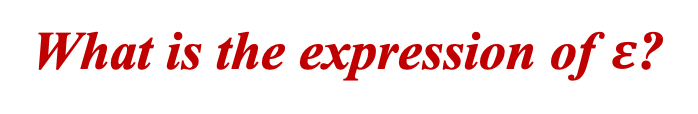 What is the expression of ε?